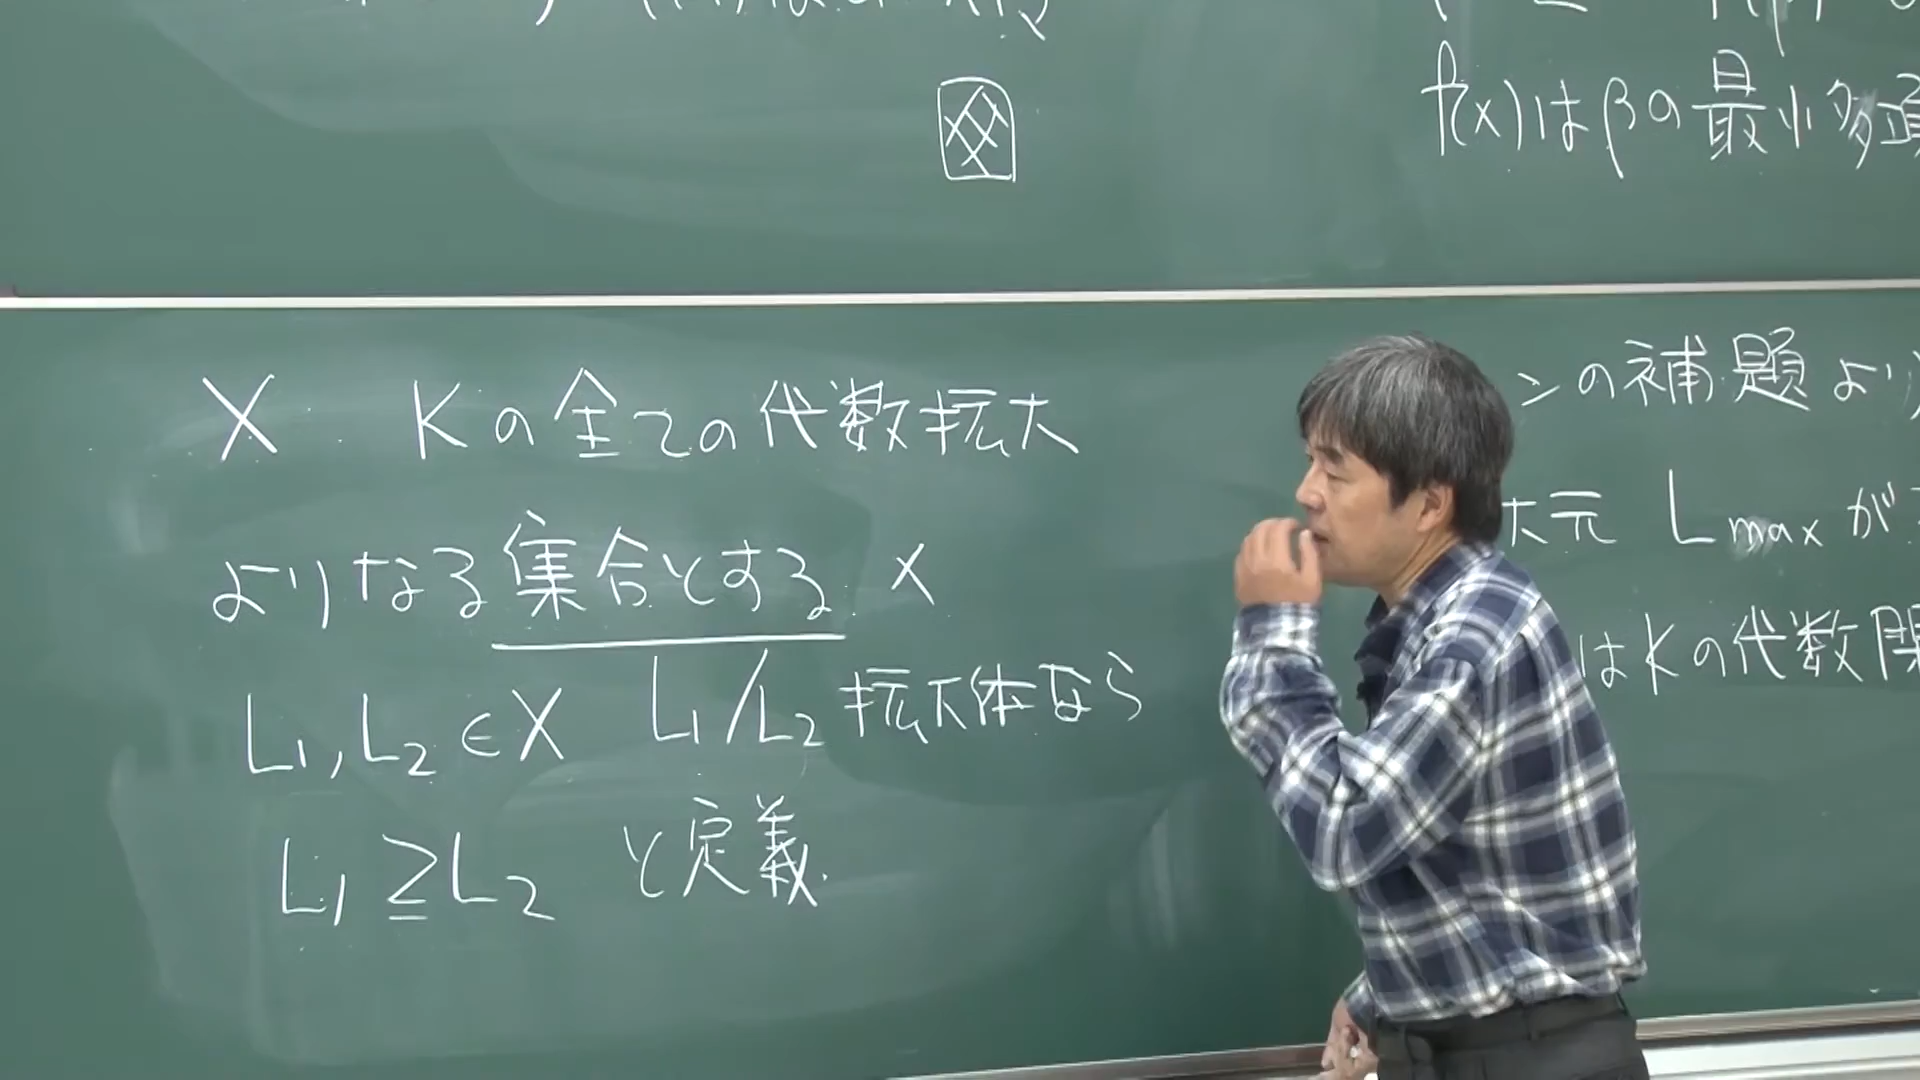 f(x)はβの最小多項
X Kの全ての代数拡大
よりなる集合とする ×
L₁, L₂ ∈ X L₁/L₂ 拡大体なら
L₁ ≧ L₂ と定義.
ンの補題より
大元 Lmax が
はKの代数閉